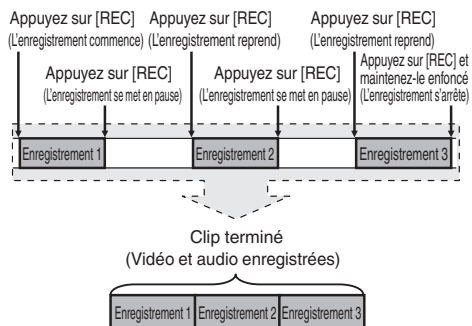 Appuyez sur [REC]
(L'enregistrement commence)
Appuyez sur [REC]
(L'enregistrement reprend)
Appuyez sur [REC]
(L'enregistrement reprend)
Appuyez sur [REC]
(L'enregistrement se met en pause)
Appuyez sur [REC]
(L'enregistrement se met en pause)
Appuyez sur [REC] et
maintenez-le enfoncé
(L'enregistrement s'arrête)
Enregistrement 1
Enregistrement 2
Enregistrement 3
Clip terminé
(Vidéo et audio enregistrées)
Enregistrement 1
Enregistrement 2
Enregistrement 3